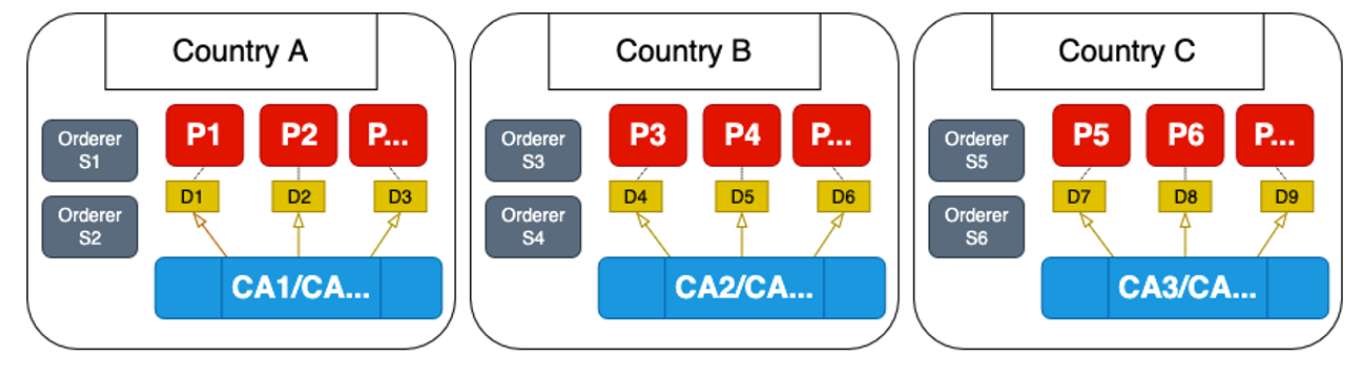 Country A
P1
P2
P...
Orderer
S1
D1
D2
D3
Orderer
S2
CA1/CA...
Country B
P3
P4
P...
Orderer
S3
D4
D5
D6
Orderer
S4
CA2/CA...
Country C
P5
P6
P...
Orderer
S5
D7
D8
D9
Orderer
S6
CA3/CA...